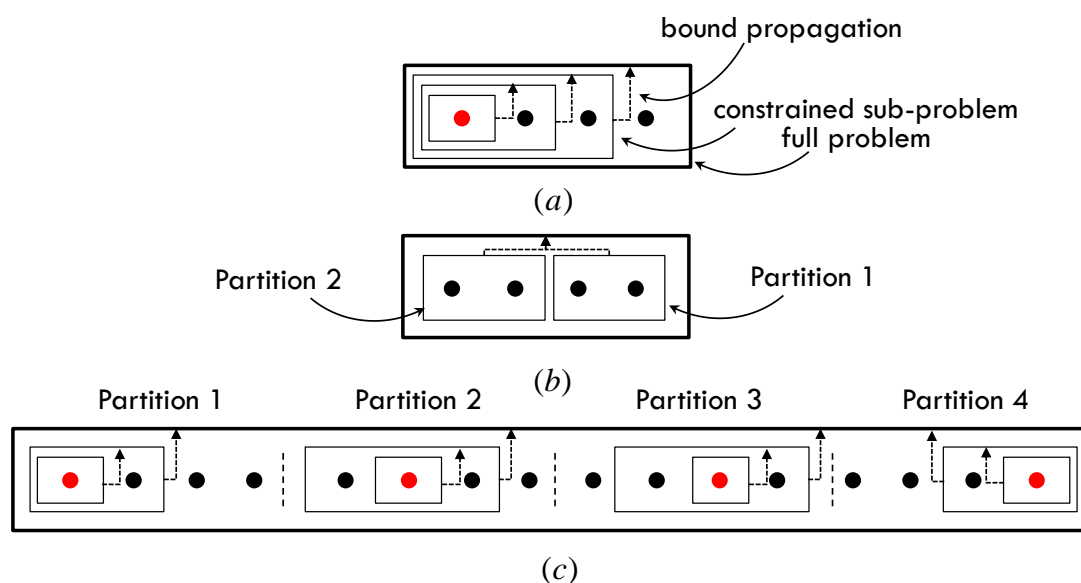 bound propagation
constrained sub-problem
full problem
(a)
Partition 2
Partition 1
(b)
Partition 1 Partition 2 Partition 3 Partition 4
(c)